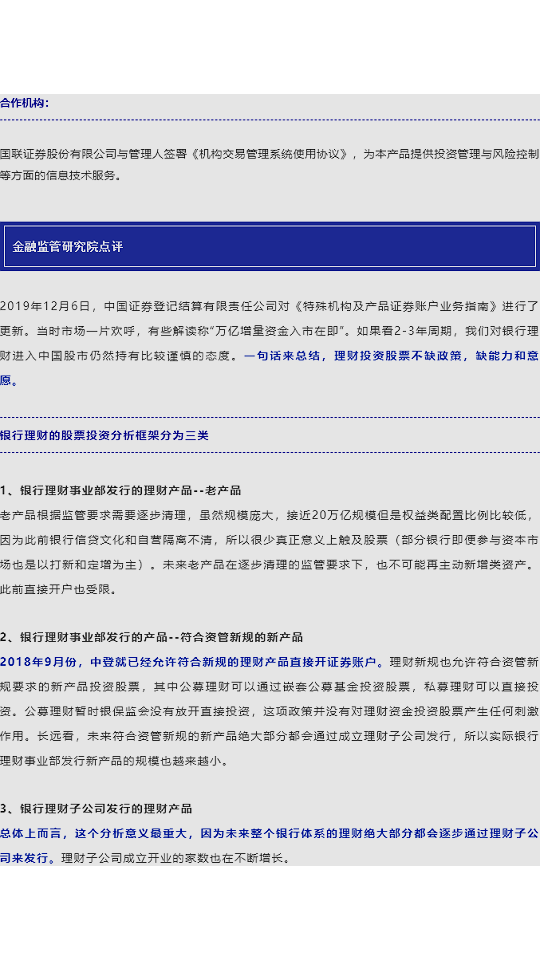 合作机构：
国联证券股份有限公司与管理人签署《机构交易管理系统使用协议》，为本产品提供投资管理与风险控制
等方面的信息技术服务。
金融监管研究院点评
2019年12月6日，中国证券登记结算有限责任公司对《特殊机构及产品证券账户业务指南》进行了
更新。当时市场一片欢呼，有些解读称“万亿增量资金入市在即”。如果看2-3年周期，我们对银行理
财进入中国股市仍然持有比较谨慎的态度。一句话来总结，理财投资股票不缺政策，缺能力和意
愿。
银行理财的股票投资分析框架分为三类
1、银行理财事业部发行的理财产品--老产品
老产品根据监管要求需要逐步清理，虽然规模庞大，接近20万亿规模但是权益类配置比例比较低，
因为此前银行信贷文化和自营隔离不清，所以很少真正意义上触及股票（部分银行即便参与资本市
场也是以打新和定增为主）。未来老产品在逐步清理的监管要求下，也不可能再主动新增类资产。
此前直接开户也受限。
2、银行理财事业部发行的产品--符合资管新规的新产品
2018年9月份，中登就已经允许符合新规的理财产品直接开证券账户。理财新规也允许符合资管新
规要求的新产品投资股票，其中公募理财可以通过嵌套公募基金投资股票，私募理财可以直接投
资。公募理财暂时银保监会没有放开直接投资，这项政策并没有对理财资金投资股票产生任何刺激
作用。长远看，未来符合资管新规的新产品绝大部分都会通过成立理财子公司发行，所以实际银行
理财事业部发行新产品的规模也越来越小。
3、银行理财子公司发行的理财产品
总体上而言，这个分析意义最重大，因为未来整个银行体系的理财绝大部分都会逐步通过理财子公
司来发行。理财子公司成立开业的家数也在不断增长。